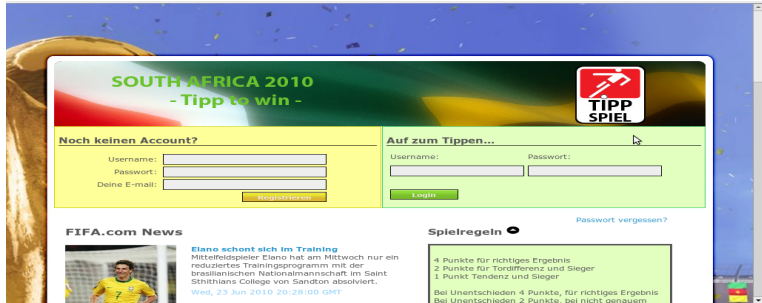 SOUTH AFRICA 2010
- Tipp to win -
TIPP
SPIEL
Noch keinen Account?
Username:
Passwort:
Deine E-mail:
Registrieren
Auf zum Tippen...
Username:
Passwort:
Login
Passwort vergessen?
FIFA.com News
Elano schont sich im Training
Mittelfeldspieler Elano hat am Mittwoch nur ein
reduziertes Trainingsprogramm mit der
brasilianischen Nationalmannschaft im Saint
Sthithians College von Sandton absolviert.
Wed, 23 Jun 2010 20:28:00 GMT
7
Spielregeln
4 Punkte für richtiges Ergebnis
2 Punkte für Tordifferenz und Sieger
1 Punkt Tendenz und Sieger
Bei Unentschieden 4 Punkte, für richtiges Ergebnis
Bei Unentschieden 2 Punkte, bei nicht genauem